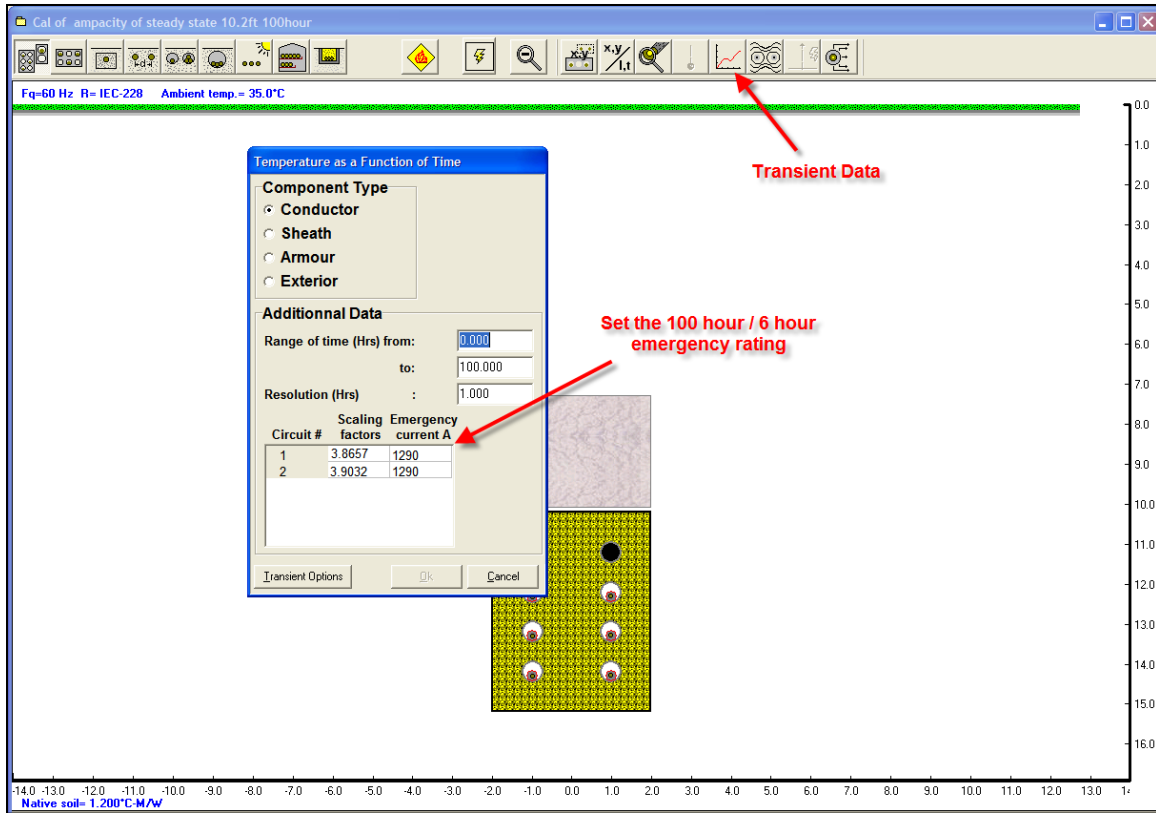 Cal of ampacity of steady state 10.2ft 100hour
x-y
x,y
I,t
Fq=60 Hz R= IEC-228 Ambient temp.= 35.0°C
Transient Data
Temperature as a Function of Time
Component Type
Conductor
Sheath
Armour
Exterior
Additionnal Data
Range of time (Hrs) from: 0.000
to: 100.000
Resolution (Hrs) : 1.000
Scaling Emergency
Circuit # factors current A
1 3.8657 1290
2 3.9032 1290
Transient Options Ok Cancel
Set the 100 hour / 6 hour
emergency rating
0.0
1.0
2.0
3.0
4.0
5.0
6.0
7.0
8.0
9.0
10.0
11.0
12.0
13.0
14.0
15.0
16.0
-14.0 -13.0 -12.0 -11.0 -10.0 -9.0 -8.0 -7.0 -6.0 -5.0 -4.0 -3.0 -2.0 -1.0 0.0 1.0 2.0 3.0 4.0 5.0 6.0 7.0 8.0 9.0 10.0 11.0 12.0 13.0
Native soil= 1.200°C-M/W